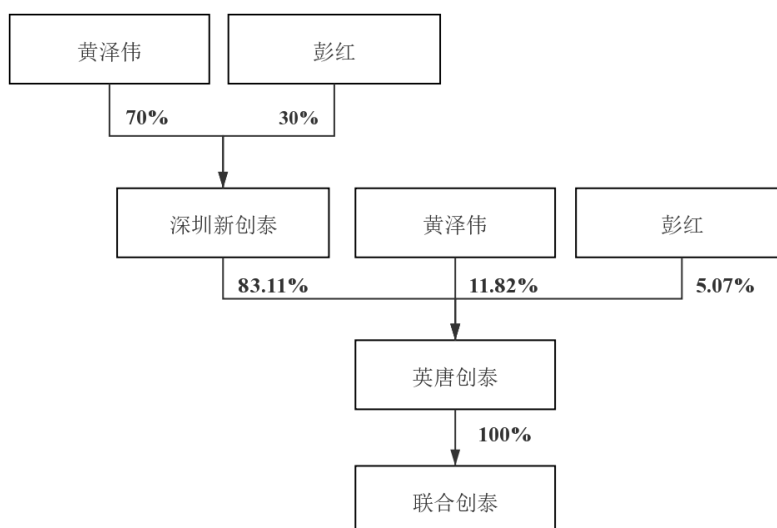 黄泽伟
彭红
70%
30%
深圳新创泰
黄泽伟
彭红
83.11%
11.82%
5.07%
英唐创泰
100%
联合创泰